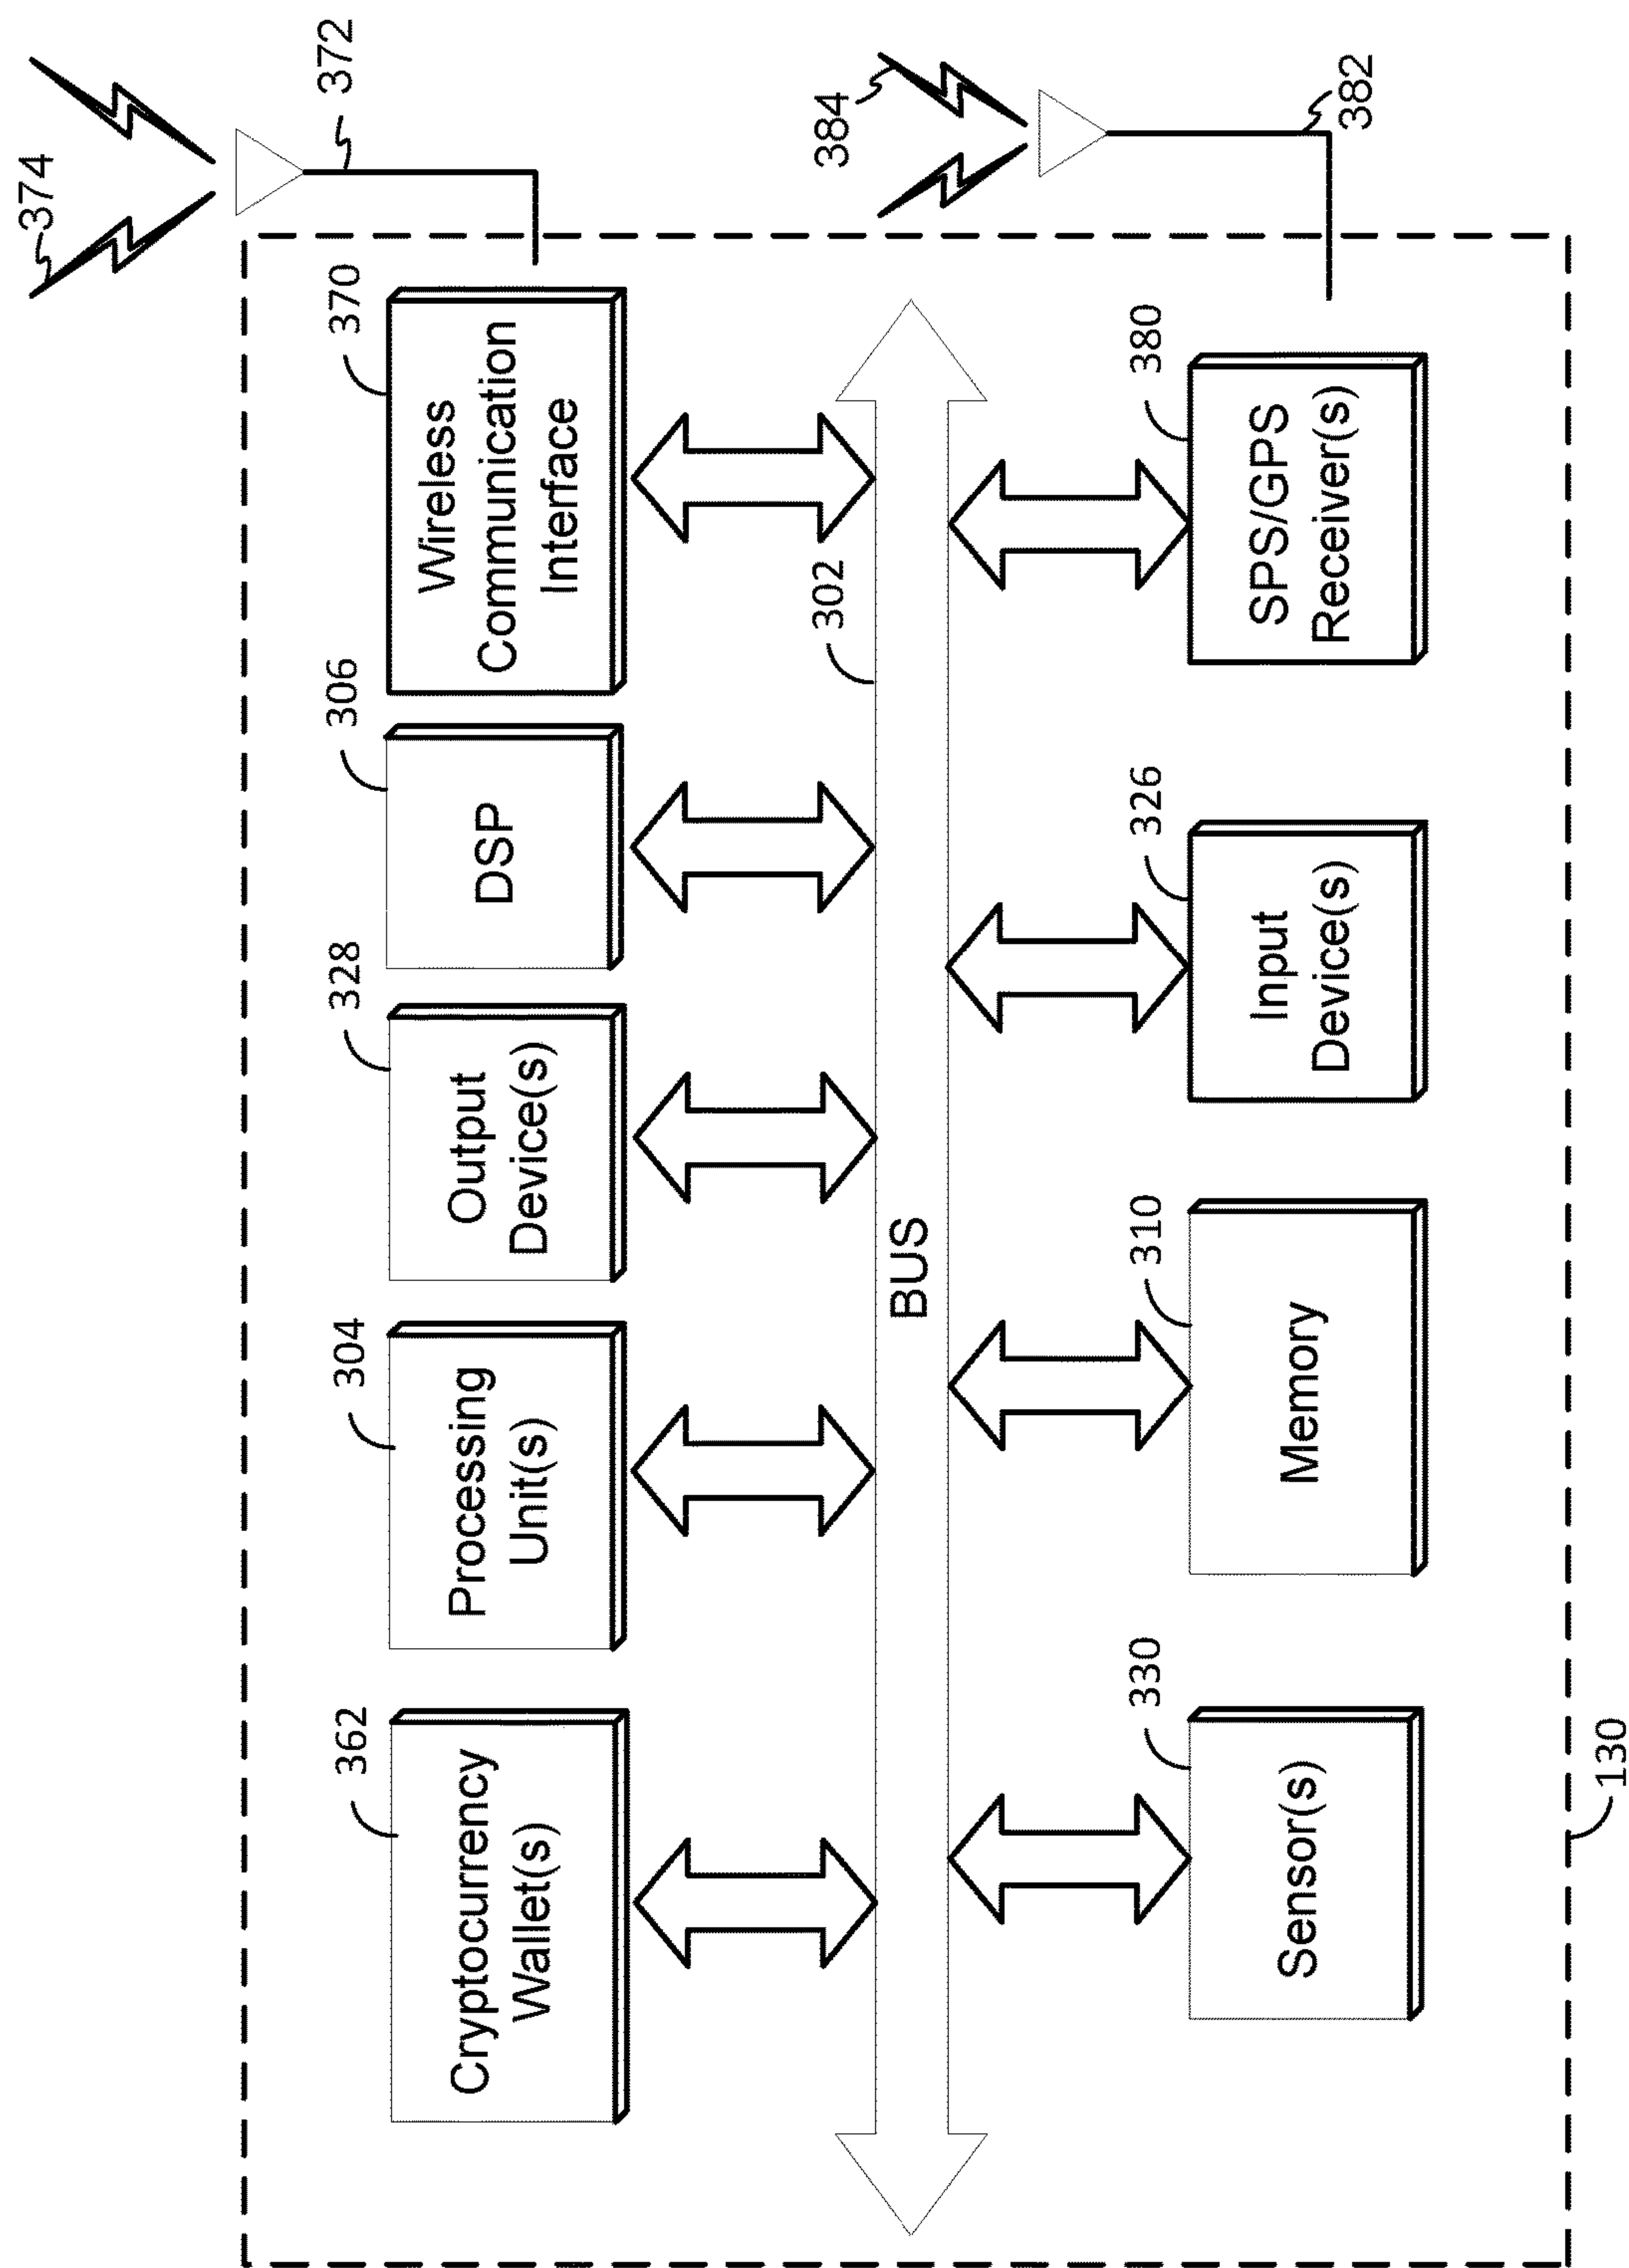 374
372
362
304
328
306
370
Cryptocurrency
Wallet(s)
Processing
Unit(s)
Output
Device(s)
DSP
Wireless
Communication
Interface
384
302
BUS
382
330
310
326
380
Sensor(s)
Memory
Input
Device(s)
SPS/GPS
Receiver(s)
130